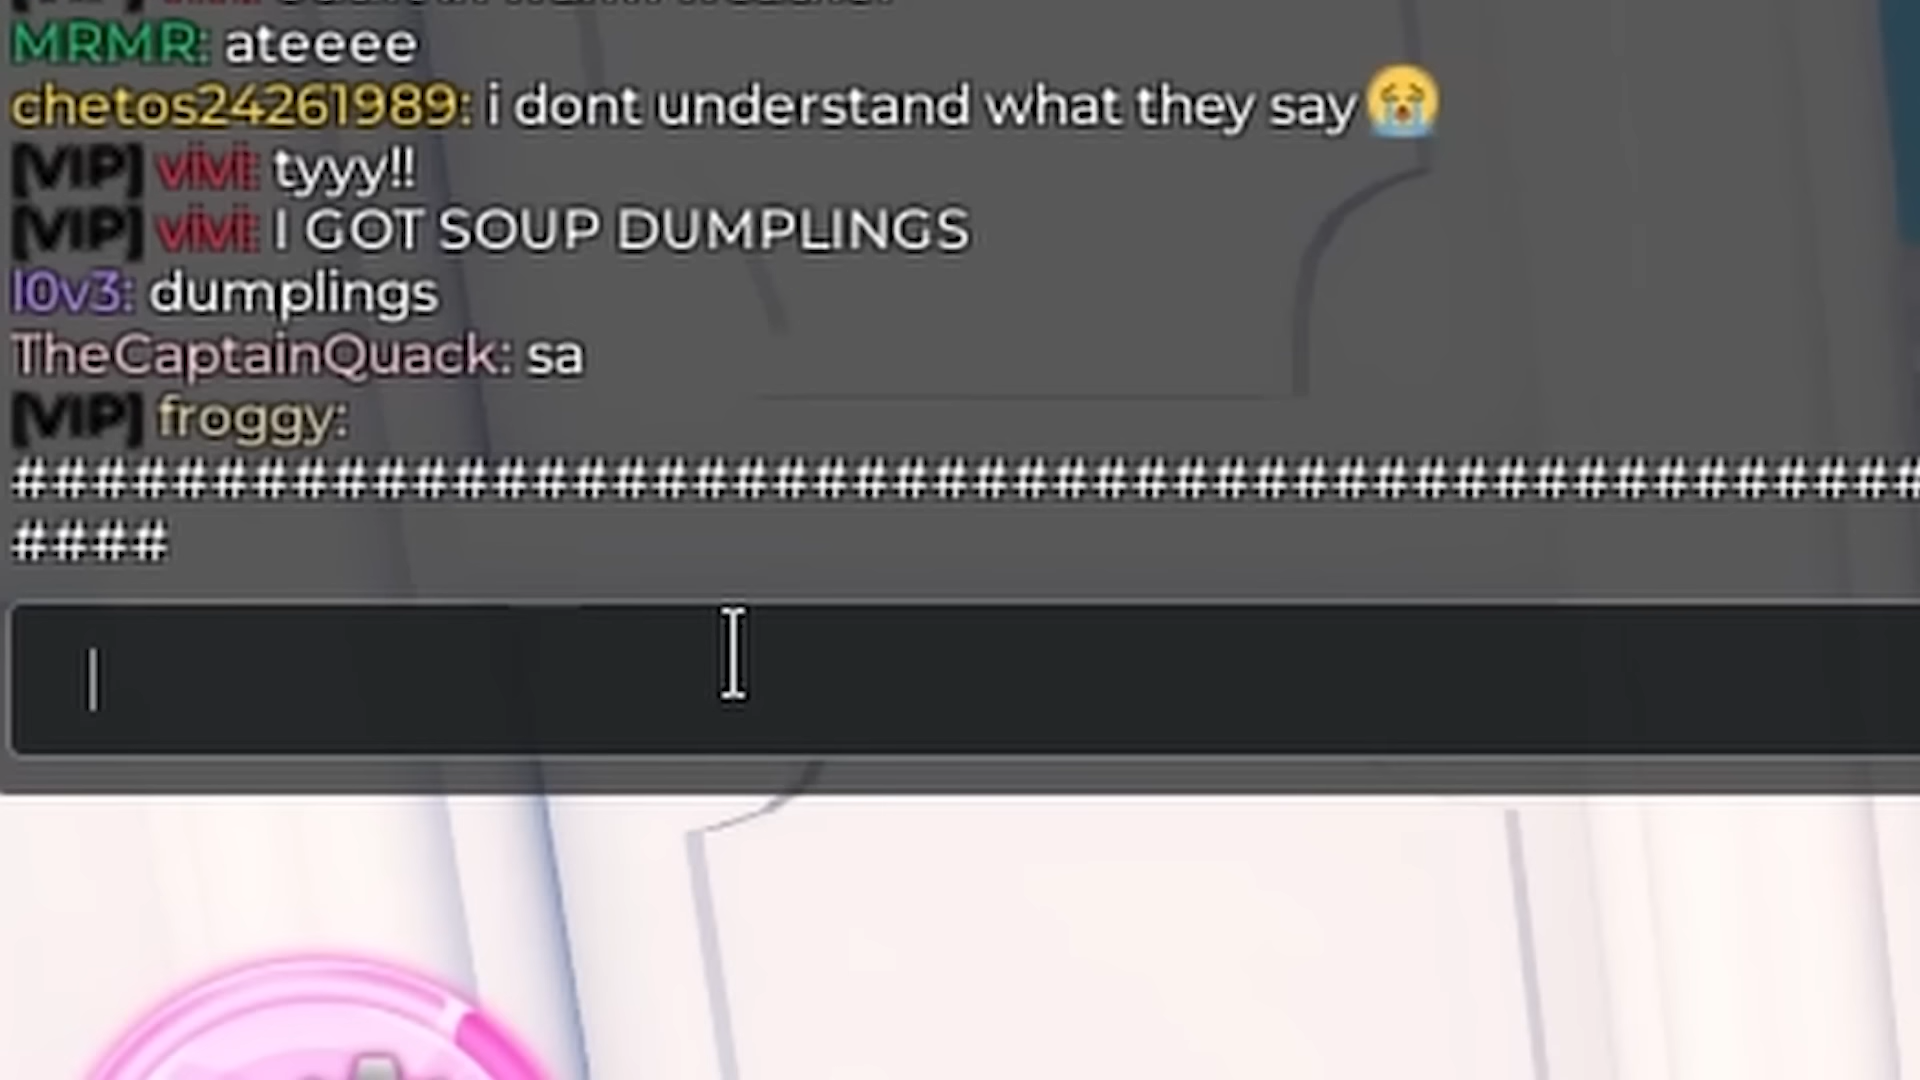 MRMR: ateeee
chetos24261989: i dont understand what they say😭
[VIP] vivi: tyyy!!
[VIP] vivi: I GOT SOUP DUMPLINGS
l0v3: dumplings
TheCaptainQuack: sa
[VIP] froggy:
################################################
####